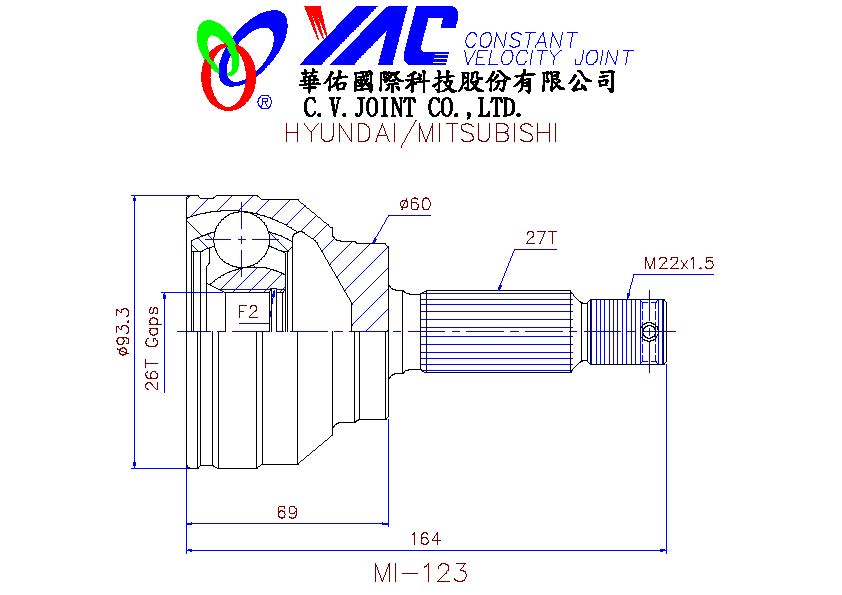 YAC CONSTANT
VELOCITY JOINT
®
華佑國際科技股份有限公司
C.V.JOINT CO.,LTD.
HYUNDAI/MITSUBISHI
ø60
27T
M22x1.5
F2
ø93.3
26T Gaps
69
164
MI-123